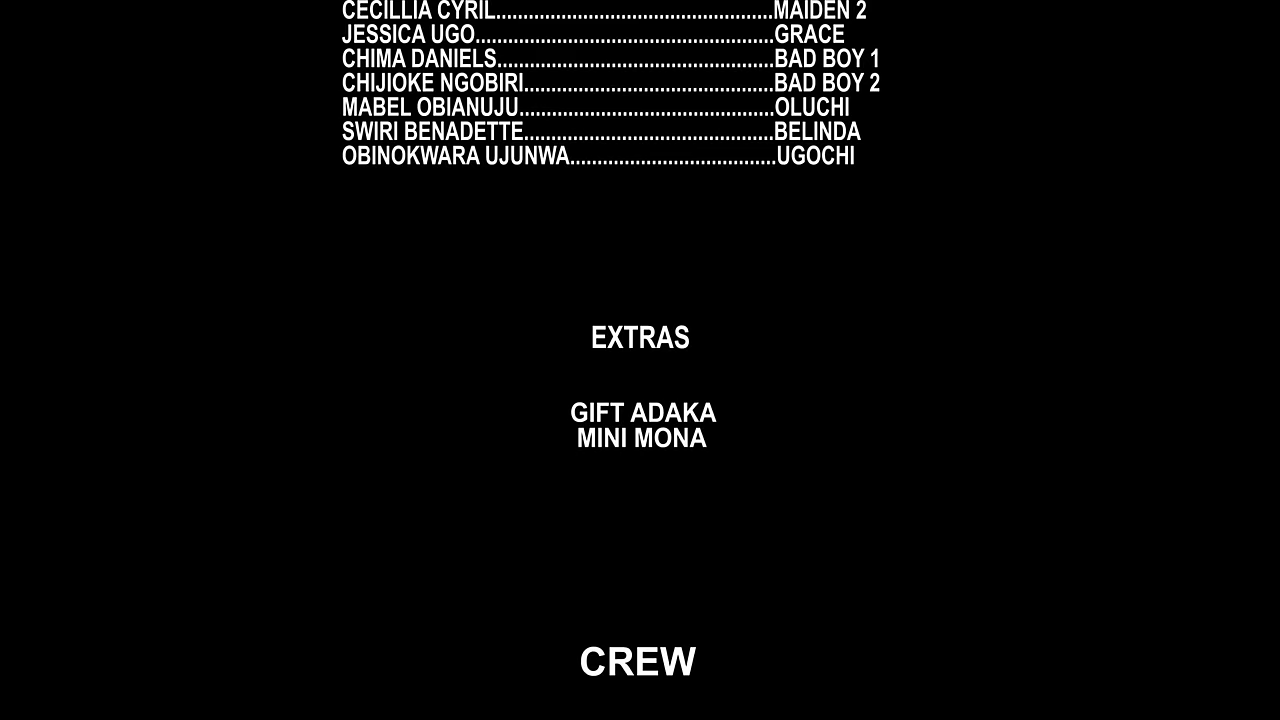 CECILLIA CYRIL...................................................MAIDEN 2
JESSICA UGO.......................................................GRACE
CHIMA DANIELS...................................................BAD BOY 1
CHIJIOKE NGOBIRI..............................................BAD BOY 2
MABEL OBIANUJU...............................................OLUCHI
SWIRI BENADETTE..............................................BELINDA
OBINOKWARA UJUNWA......................................UGOCHI
EXTRAS
GIFT ADAKA
MINI MONA
CREW